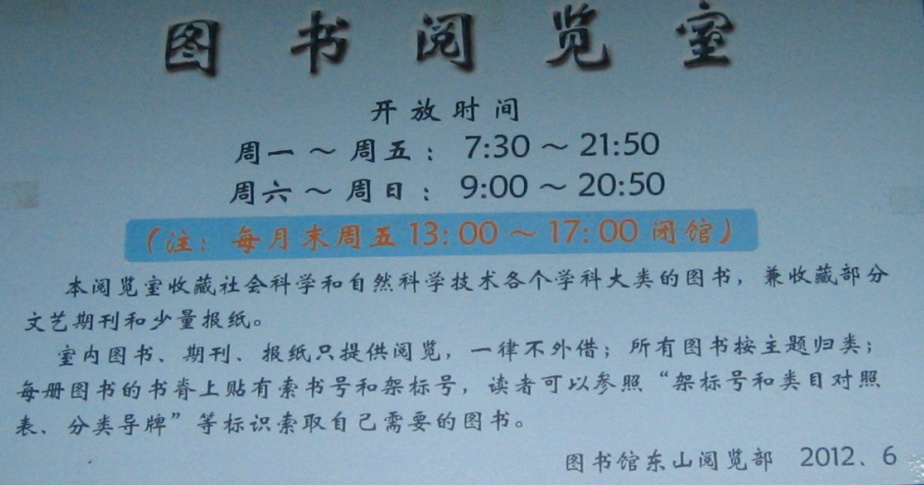 图书阅览室
开放时间
周一～周五：7:30～21:50
周六～周日：9:00～20:50
（注：每月末周五13:00～17:00闭馆）
本阅览室收藏社会科学和自然科学技术各个学科大类的图书，兼收藏部分
文艺期刊和少量报纸。
室内图书、期刊、报纸只提供阅览，一律不外借；所有图书按主题归类；
每册图书的书脊上贴有索书号和架标号，读者可以参照“架标号和类目对照
表、分类导牌”等标识索取自己需要的图书。
图书馆东山阅览部 2012、6